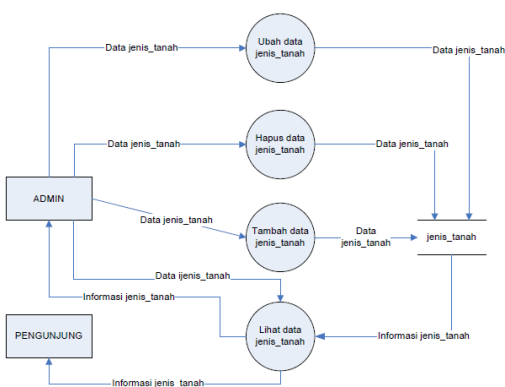 Ubah data
jenis_tanah
Data jenis_tanah
Data jenis_tanah
Hapus data
jenis_tanah
Data jenis_tanah
Data jenis_tanah
ADMIN
Data jenis_tanah
Tambah data
jenis_tanah
Data
jenis_tanah
jenis_tanah
Data ijenis_tanah
Informasi jenis_tanah
Lihat data
jenis_tanah
Informasi jenis_tanah
PENGUNJUNG
Informasi jenis_tanah